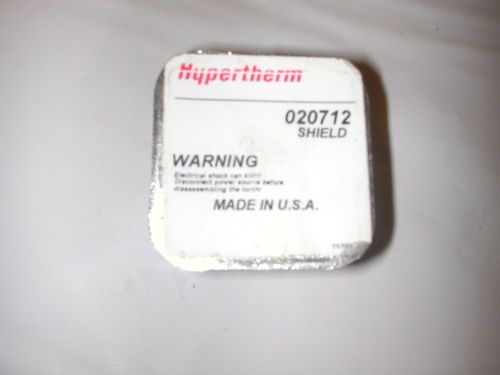 Hypertherm
020712
SHIELD
WARNING
Electrical shock can kill!!
Disconnect power source before
disassembling the torch!
MADE IN U.S.A.